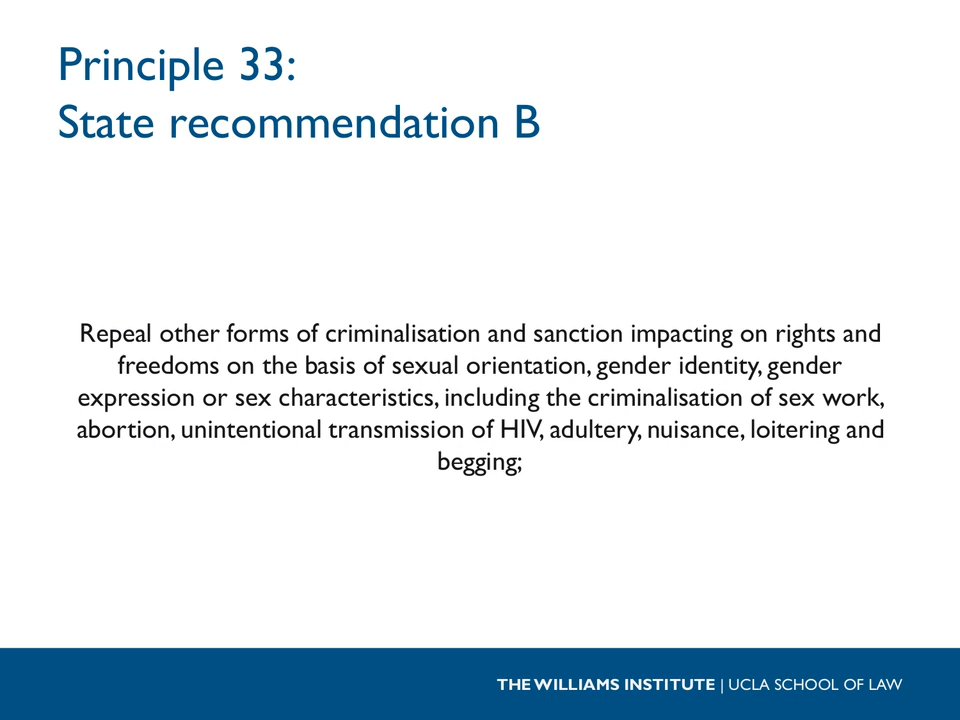 Principle 33:
State recommendation B
Repeal other forms of criminalisation and sanction impacting on rights and
freedoms on the basis of sexual orientation, gender identity, gender
expression or sex characteristics, including the criminalisation of sex work,
abortion, unintentional transmission of HIV, adultery, nuisance, loitering and
begging;
THE WILLIAMS INSTITUTE | UCLA SCHOOL OF LAW